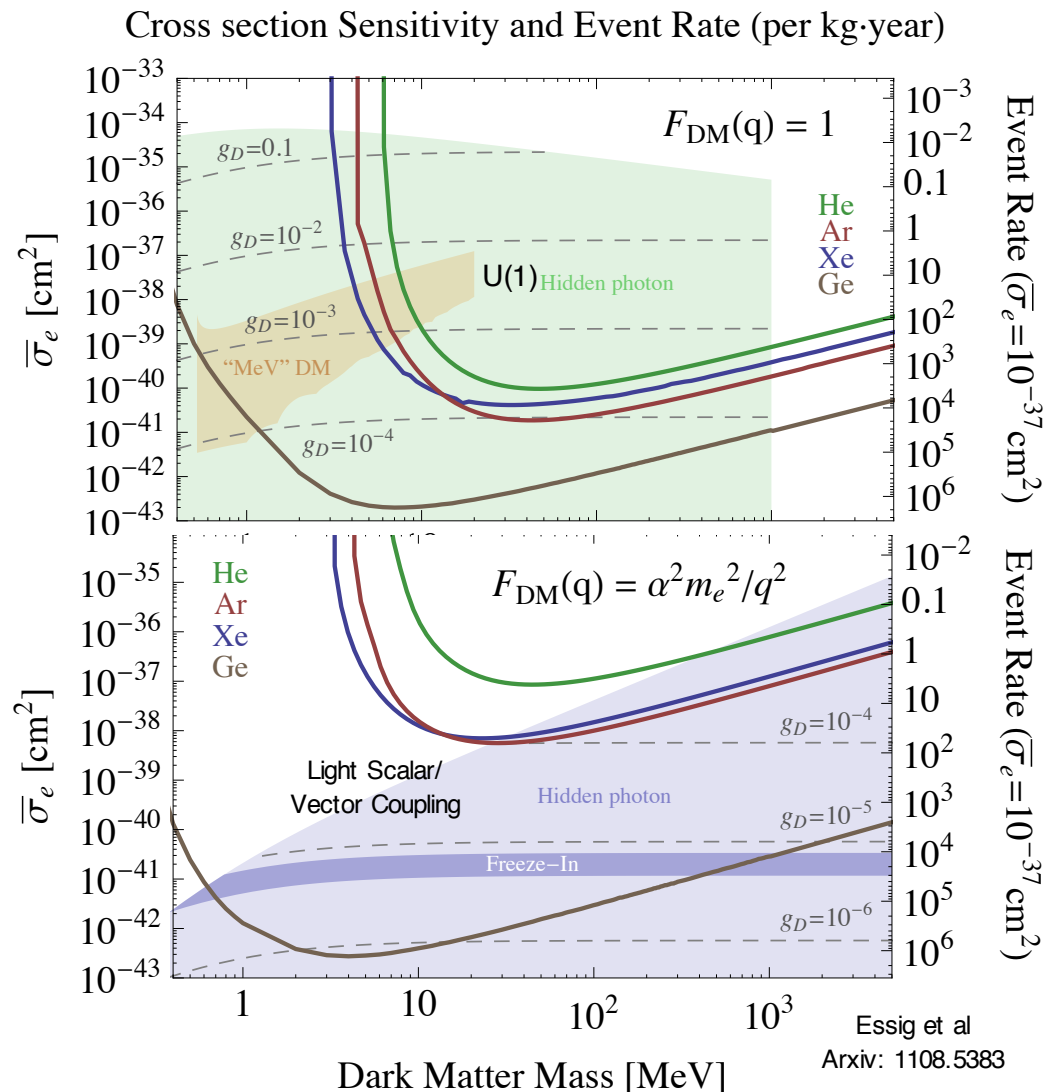 Cross section Sensitivity and Event Rate (per kg·year)
10^-33
10^-34
10^-35
10^-36
10^-37
10^-38
10^-39
10^-40
10^-41
10^-42
10^-43
σ̅_e [cm^2]
F_DM(q) = 1
g_D=0.1
g_D=10^-2
g_D=10^-3
g_D=10^-4
U(1) Hidden photon
"MeV" DM
He
Ar
Xe
Ge
10^-3
10^-2
0.1
1
10
10^2
10^3
10^4
10^5
10^6
Event Rate (σ̅_e=10^-37 cm^2)
10^-35
10^-36
10^-37
10^-38
10^-39
10^-40
10^-41
10^-42
10^-43
σ̅_e [cm^2]
He
Ar
Xe
Ge
F_DM(q) = α^2 m_e^2/q^2
g_D=10^-4
Light Scalar/
Vector Coupling
Hidden photon
g_D=10^-5
Freeze-In
g_D=10^-6
10^-2
0.1
1
10
10^2
10^3
10^4
10^5
10^6
Event Rate (σ̅_e=10^-37 cm^2)
1
10
10^2
10^3
Dark Matter Mass [MeV]
Essig et al
Arxiv: 1108.5383